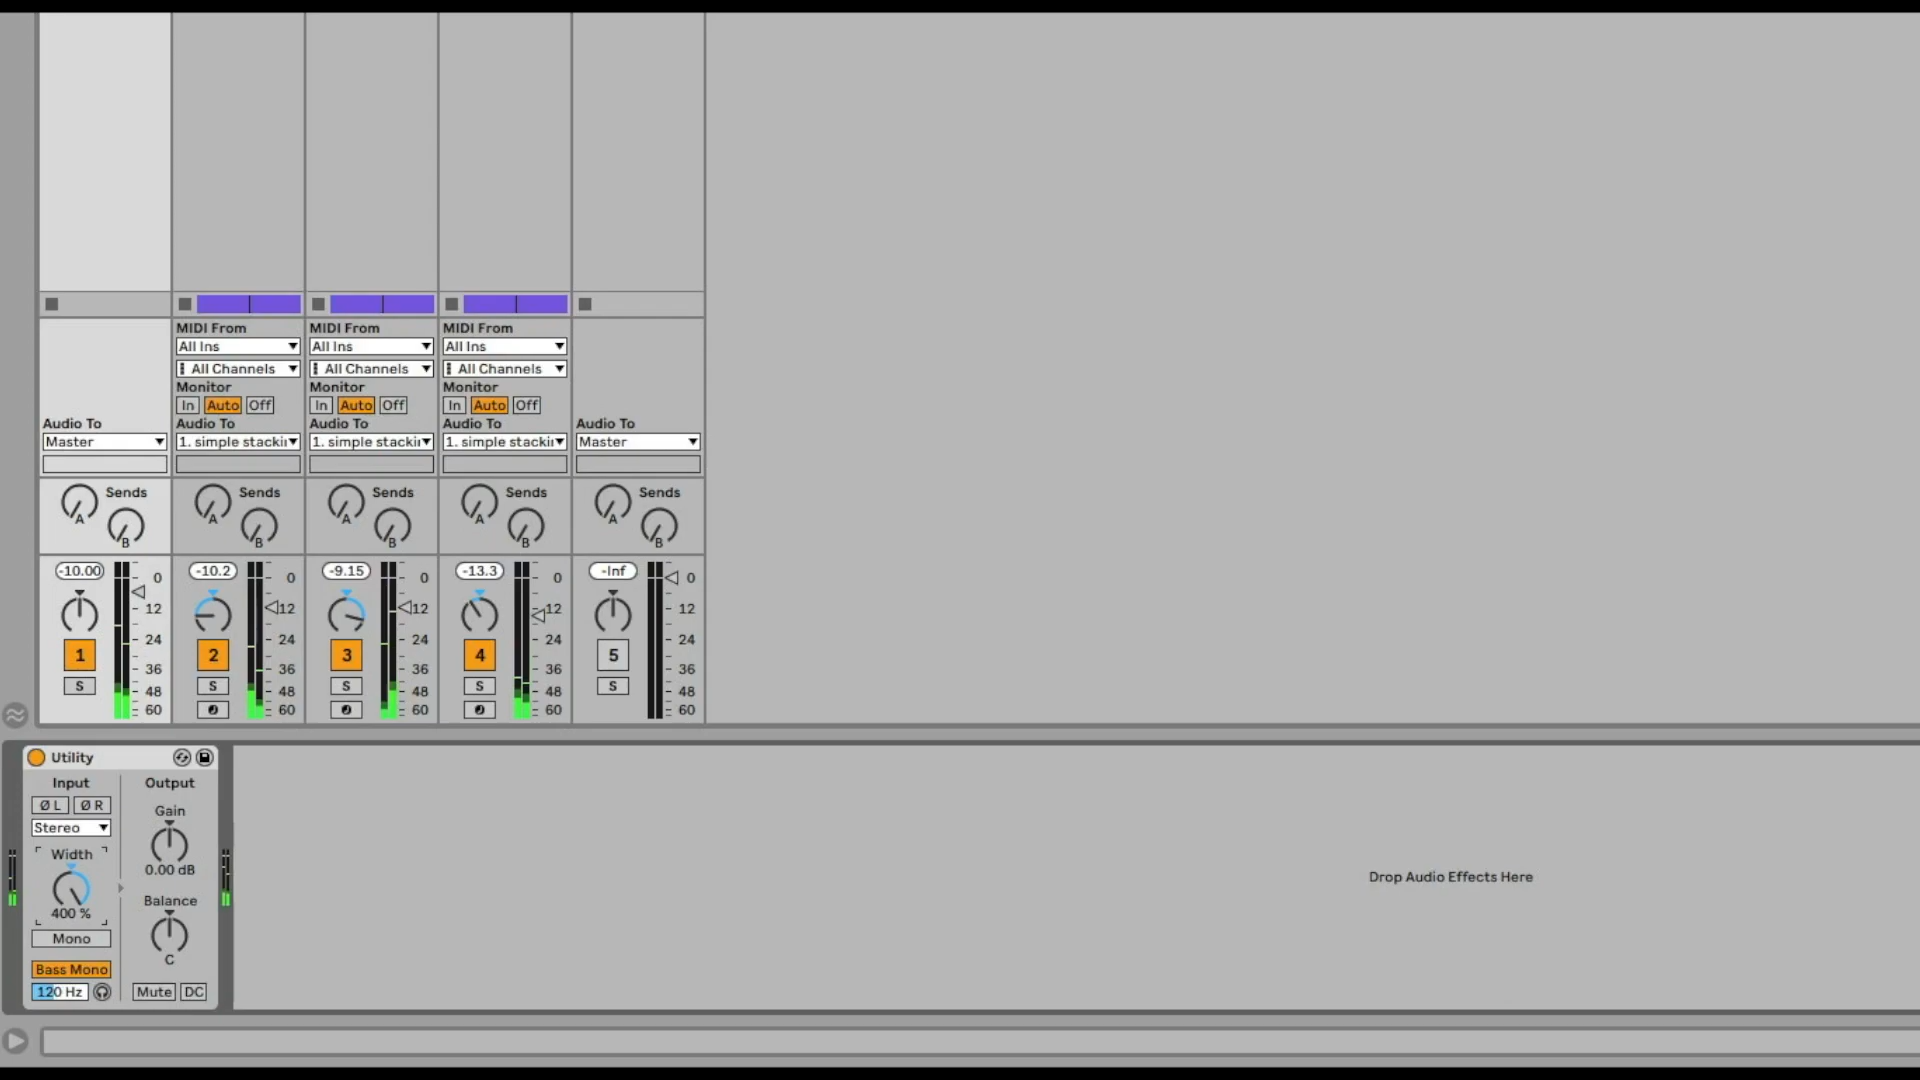 MIDI From MIDI From MIDI From
All Ins All Ins All Ins
All Channels All Channels All Channels
Monitor Monitor Monitor
In Auto Off In Auto Off In Auto Off
Audio To Audio To Audio To Audio To Audio To
Master 1. simple stackin 1. simple stackin 1. simple stackin Master
Sends Sends Sends Sends Sends
A A A A A
B B B B B
-10.00 -10.2 -9.15 -13.3 -Inf
0 0 0 0 0
12 12 12 12 12
24 24 24 24 24
1 2 3 4 5
36 36 36 36 36
S S S S S
48 48 48 48 48
60 60 60 60 60
Utility
Input Output
Ø L Ø R
Gain
Stereo
Width
0.00 dB
Balance
400 %
Mono
C
Bass Mono
120 Hz Mute DC
Drop Audio Effects Here